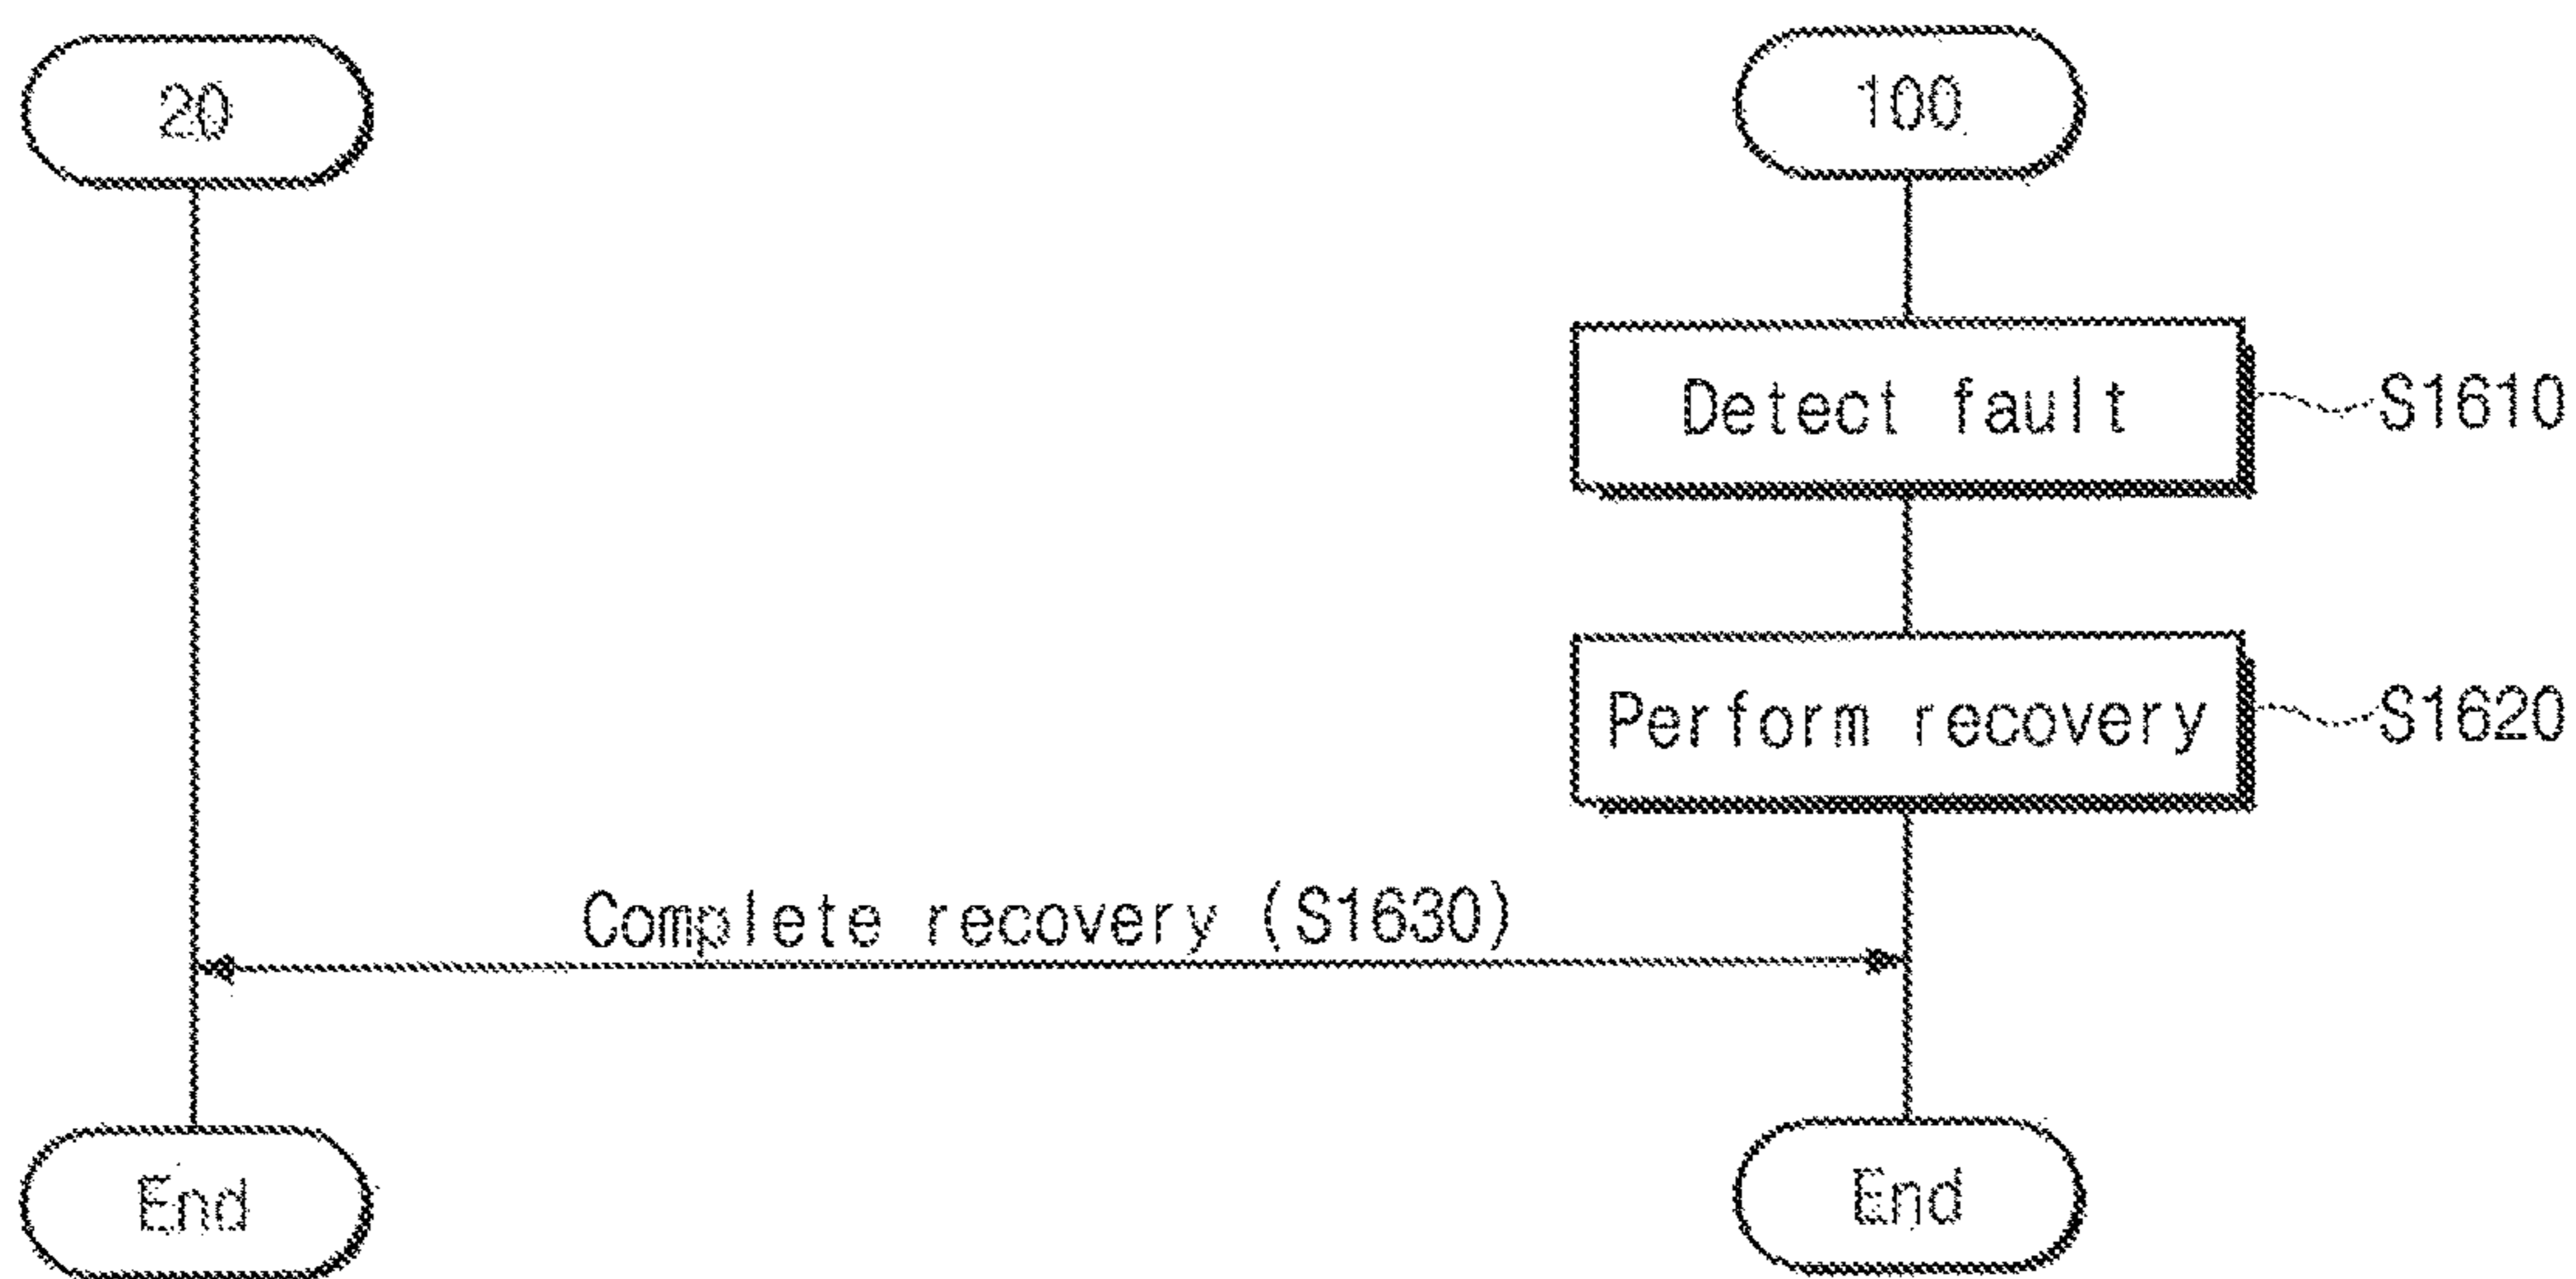 20
100
Detect fault
S1610
Perform recovery
S1620
Complete recovery (S1630)
End
End